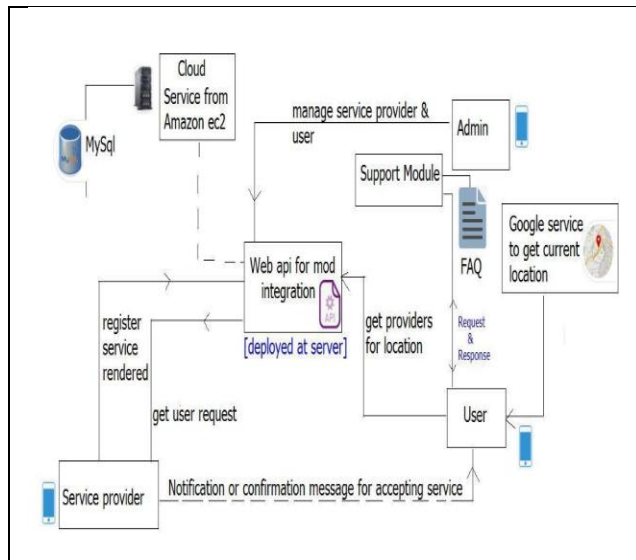 Cloud
Service from
Amazon ec2
MySql
manage service provider &
user
Admin
Support Module
FAQ
Google service
to get current
location
Web api for mod
integration
API
[deployed at server]
get providers
for location
Request
&
Response
register
service
rendered
get user request
User
Service provider
Notification or confirmation message for accepting service